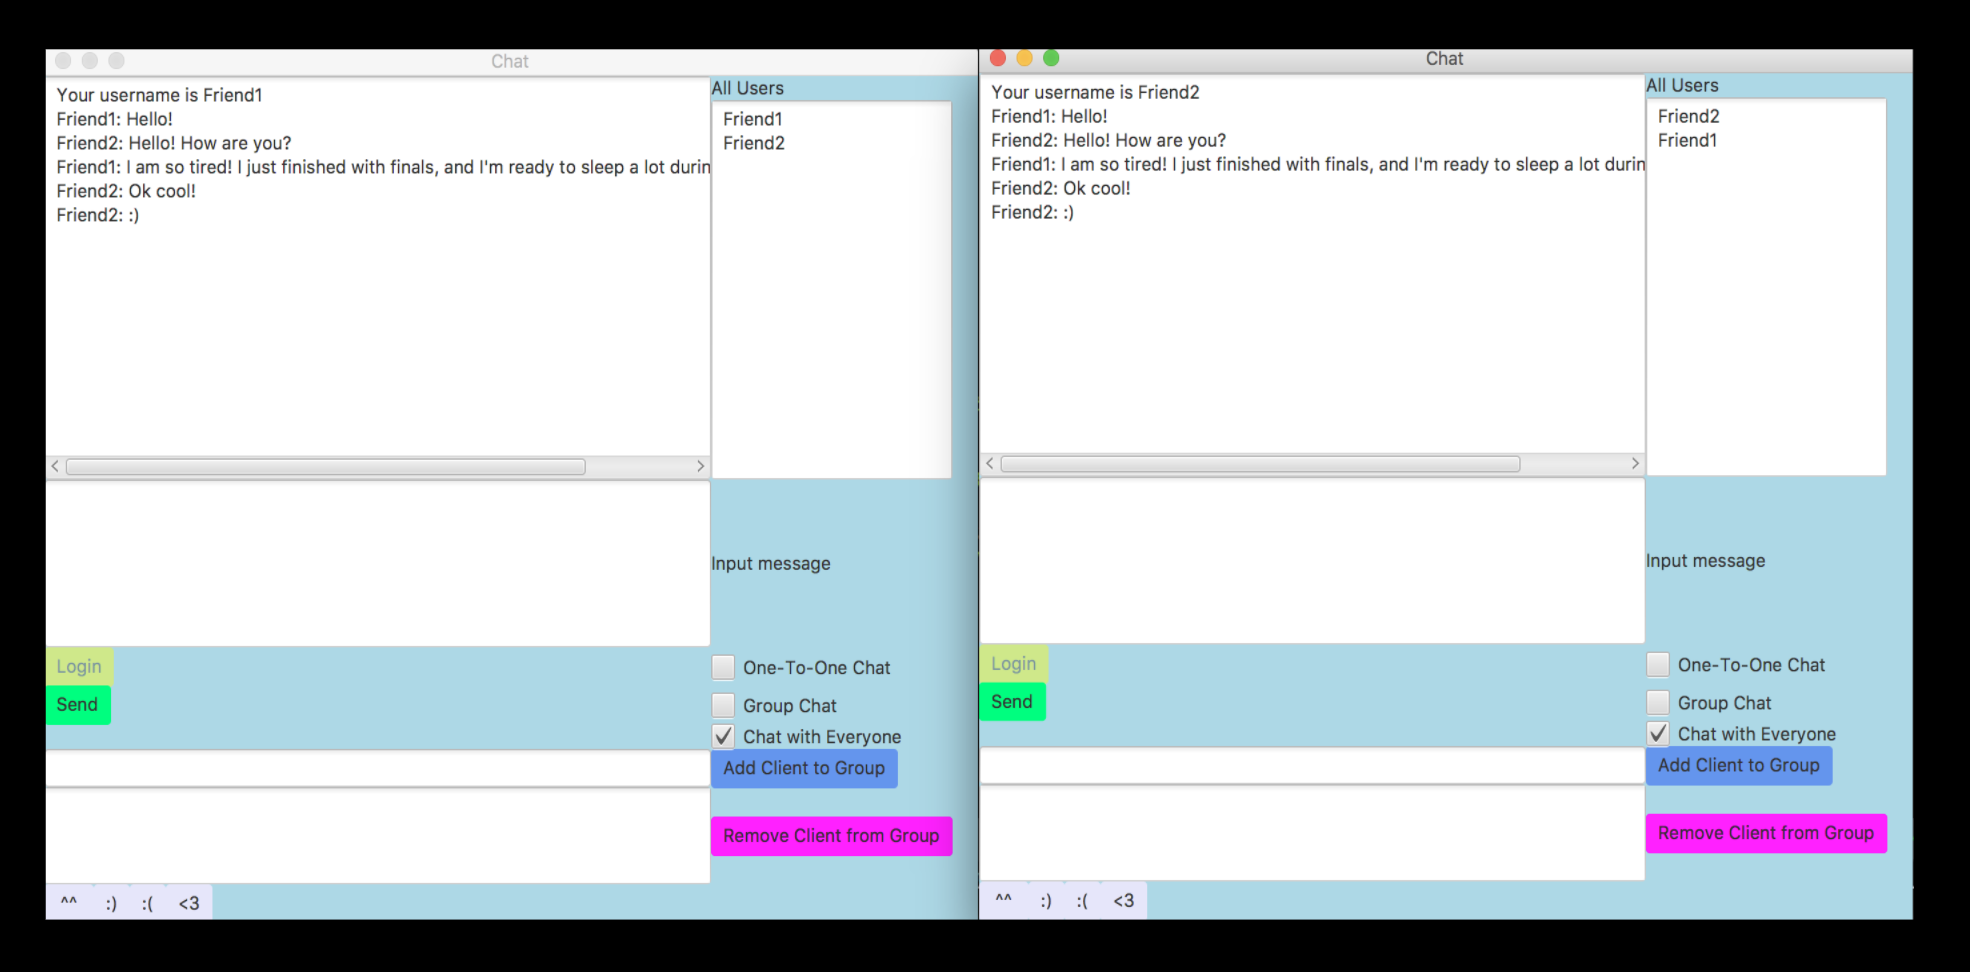 Chat
Your username is Friend1
Friend1: Hello!
Friend2: Hello! How are you?
Friend1: I am so tired! I just finished with finals, and I'm ready to sleep a lot durin
Friend2: Ok cool!
Friend2: :)
All Users
Friend1
Friend2
Input message
Login
Send
One-To-One Chat
Group Chat
Chat with Everyone
Add Client to Group
Remove Client from Group
^^ :) :( <3
Chat
Your username is Friend2
Friend1: Hello!
Friend2: Hello! How are you?
Friend1: I am so tired! I just finished with finals, and I'm ready to sleep a lot durin
Friend2: Ok cool!
Friend2: :)
All Users
Friend2
Friend1
Input message
Login
Send
One-To-One Chat
Group Chat
Chat with Everyone
Add Client to Group
Remove Client from Group
^^ :) :( <3